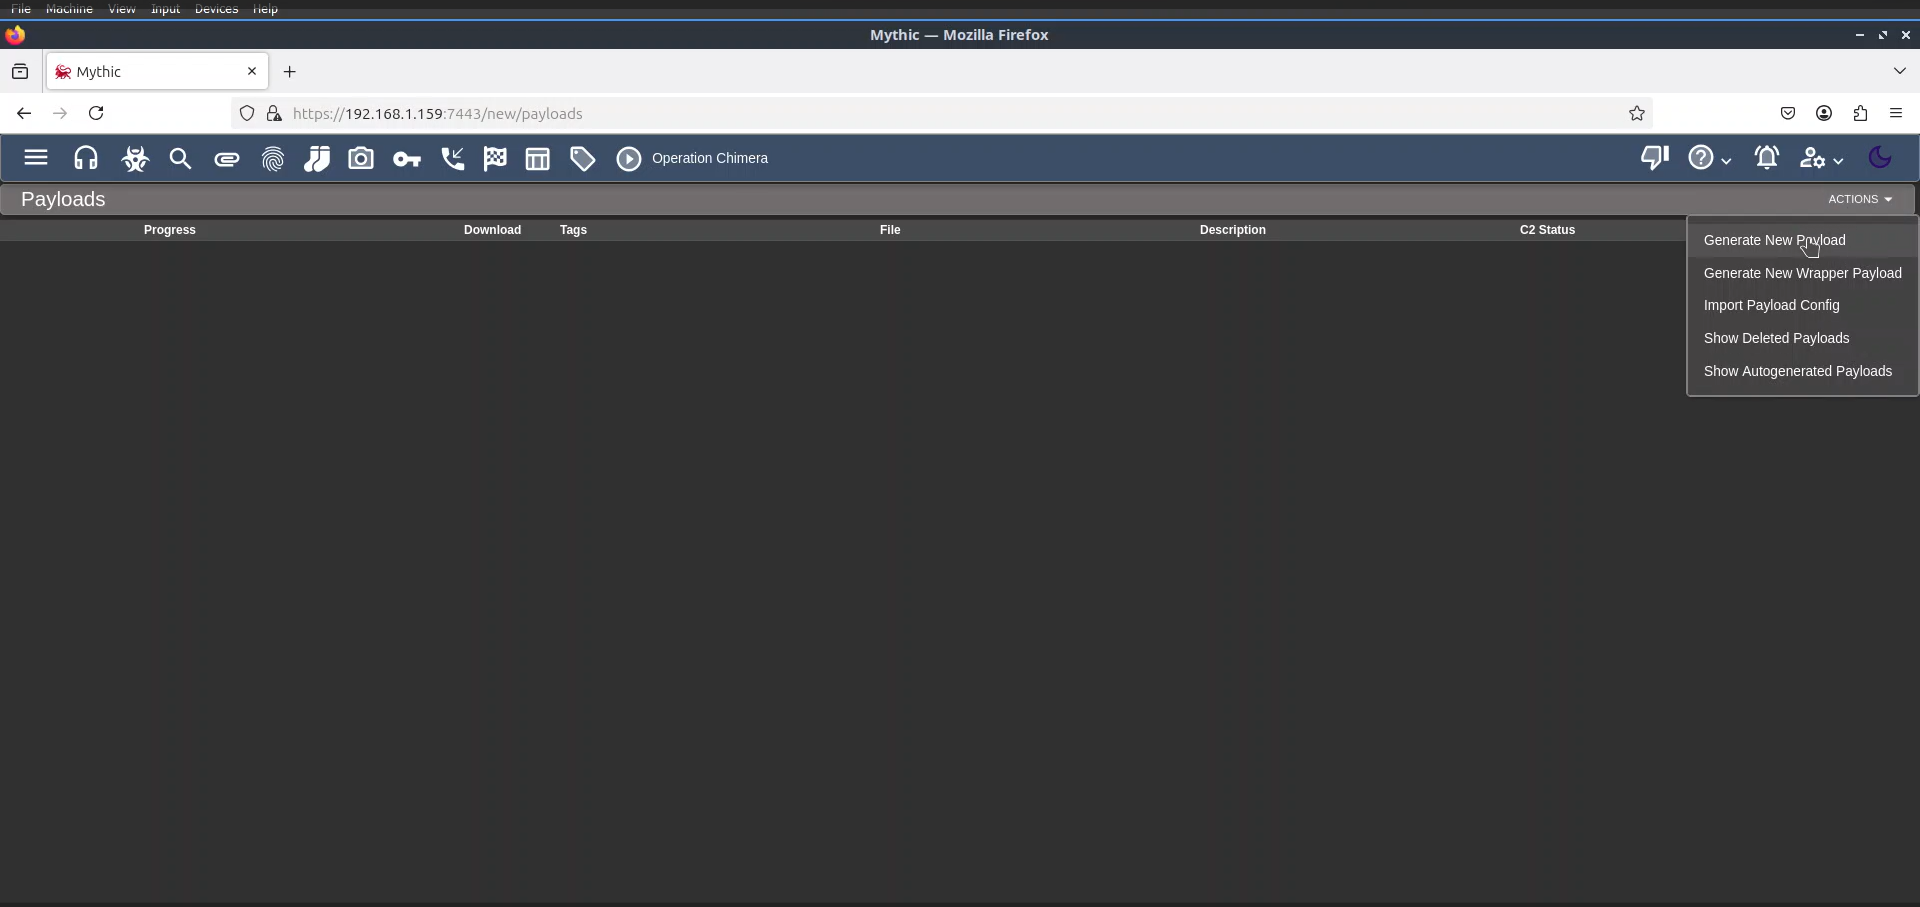 File Machine View Input Devices Help
Mythic — Mozilla Firefox
Mythic
https://192.168.1.159:7443/new/payloads
Operation Chimera
Payloads
ACTIONS
Progress Download Tags File Description C2 Status
Generate New Payload
Generate New Wrapper Payload
Import Payload Config
Show Deleted Payloads
Show Autogenerated Payloads